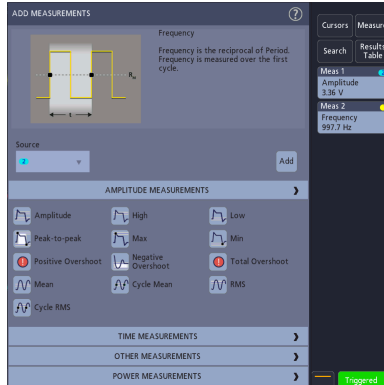 ADD MEASUREMENTS
?
Frequency
Frequency is the reciprocal of Period.
Frequency is measured over the first
cycle.
t
Source
2
Add
AMPLITUDE MEASUREMENTS
Amplitude
High
Low
Peak-to-peak
Max
Min
Positive Overshoot
Negative
Overshoot
Total Overshoot
Mean
Cycle Mean
RMS
Cycle RMS
TIME MEASUREMENTS
OTHER MEASUREMENTS
POWER MEASUREMENTS
Cursors
Measure
Search
Results
Table
Meas 1
Amplitude
3.36 V
Meas 2
Frequency
997.7 Hz
Triggered